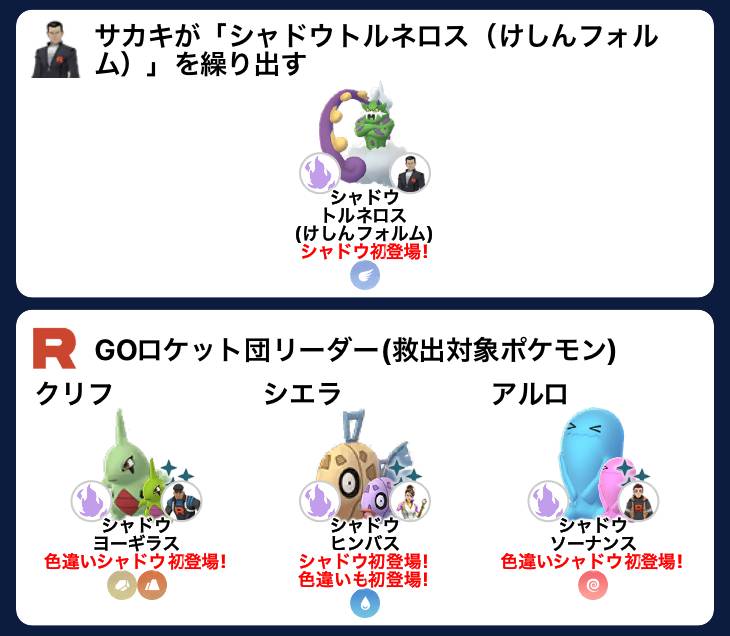 サカキが「シャドウトルネロス（けしんフォル
ム）」を繰り出す
シャドウ
トルネロス
(けしんフォルム)
シャドウ初登場!
R GOロケット団リーダー(救出対象ポケモン)
クリフ シエラ アルロ
シャドウ
ヨーギラス
色違いシャドウ初登場!
シャドウ
ヒンバス
シャドウ初登場!
色違いも初登場!
シャドウ
ソーナンス
色違いシャドウ初登場!